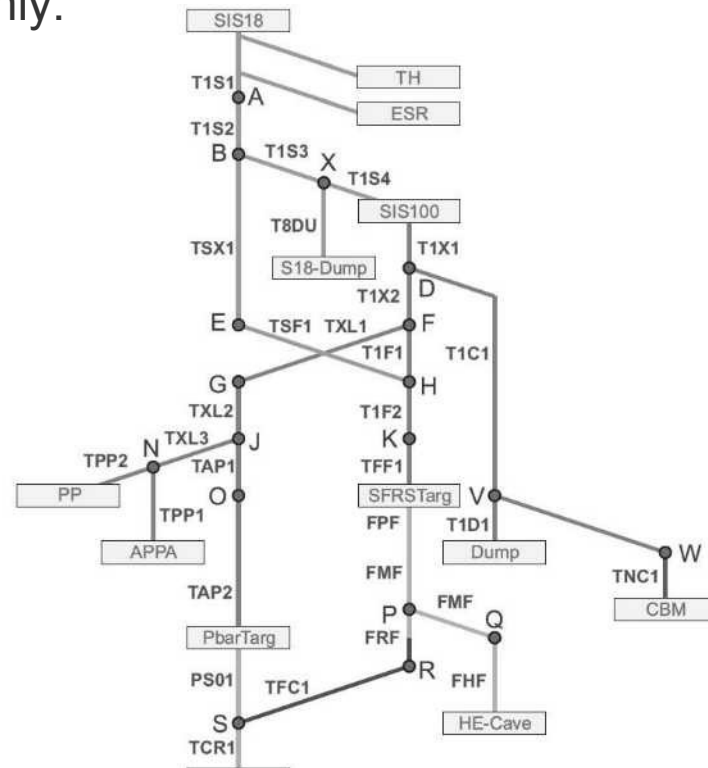 SIS18
TH
T1S1
A
ESR
T1S2
B
T1S3
X
T1S4
SIS100
TSX1
T8DU
T1X1
S18-Dump
D
T1X2
E
TSF1
TXL1
F
T1F1
T1C1
G
H
TXL2
T1F2
N
TXL3
J
K
TPP2
TAP1
TFF1
PP
O
SFRSTarg
V
TPP1
FPF
T1D1
APPA
Dump
W
FMF
TNC1
TAP2
FMF
CBM
P
Q
PbarTarg
FRF
PS01
TFC1
R
FHF
S
HE-Cave
TCR1